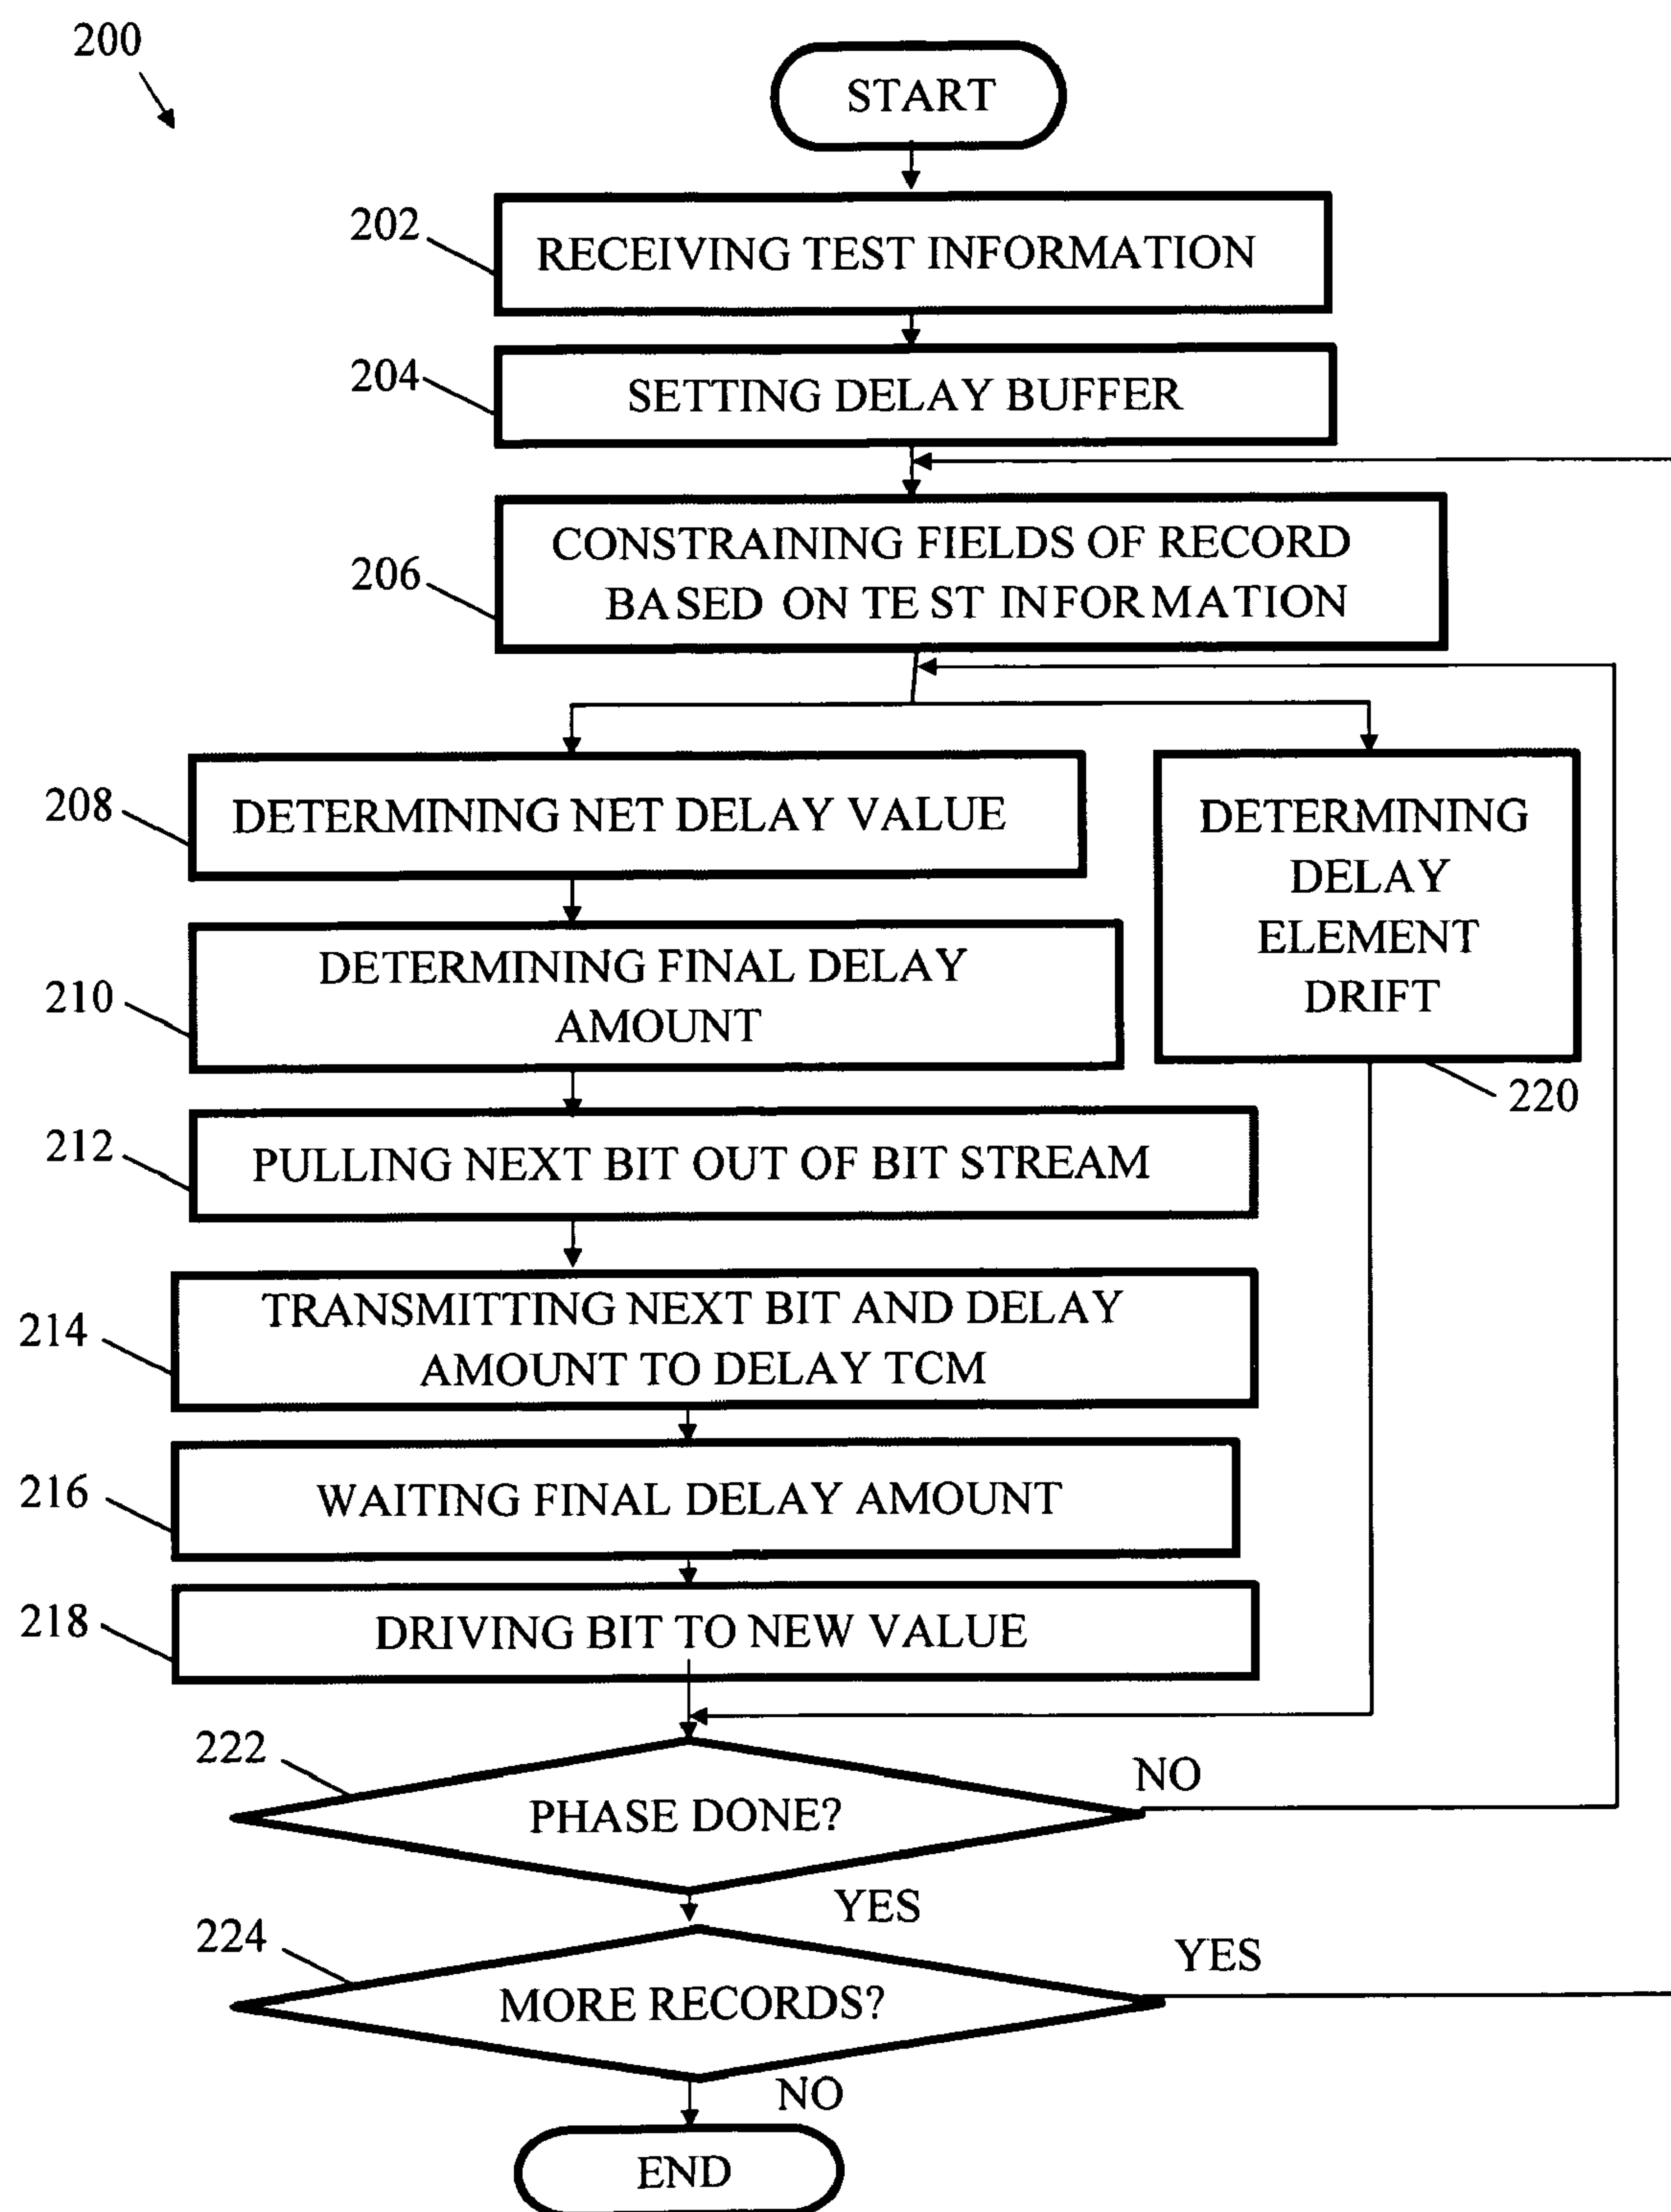 200
START
202
RECEIVING TEST INFORMATION
204
SETTING DELAY BUFFER
206
CONSTRAINING FIELDS OF RECORD
BASED ON TEST INFORMATION
208
DETERMINING NET DELAY VALUE
DETERMINING
DELAY
ELEMENT
DRIFT
220
210
DETERMINING FINAL DELAY
AMOUNT
212
PULLING NEXT BIT OUT OF BIT STREAM
214
TRANSMITTING NEXT BIT AND DELAY
AMOUNT TO DELAY TCM
216
WAITING FINAL DELAY AMOUNT
218
DRIVING BIT TO NEW VALUE
222
PHASE DONE?
NO
YES
224
MORE RECORDS?
YES
NO
END